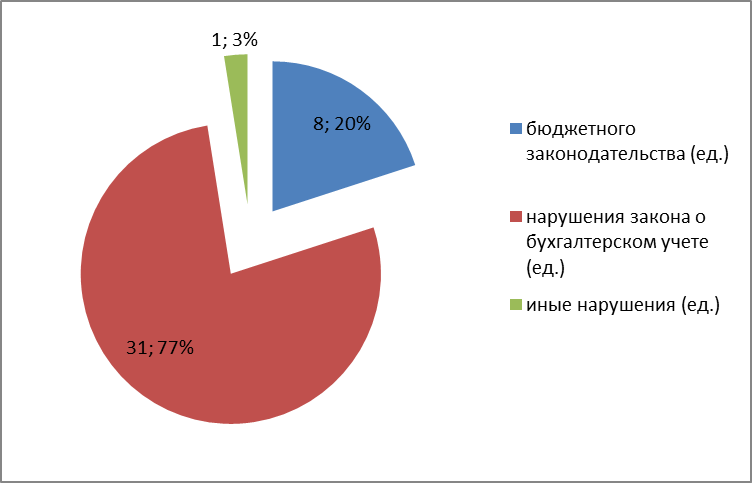 1; 3%
8; 20%
31; 77%
бюджетного
законодательства (ед.)
нарушения закона о
бухгалтерском учете
(ед.)
иные нарушения (ед.)